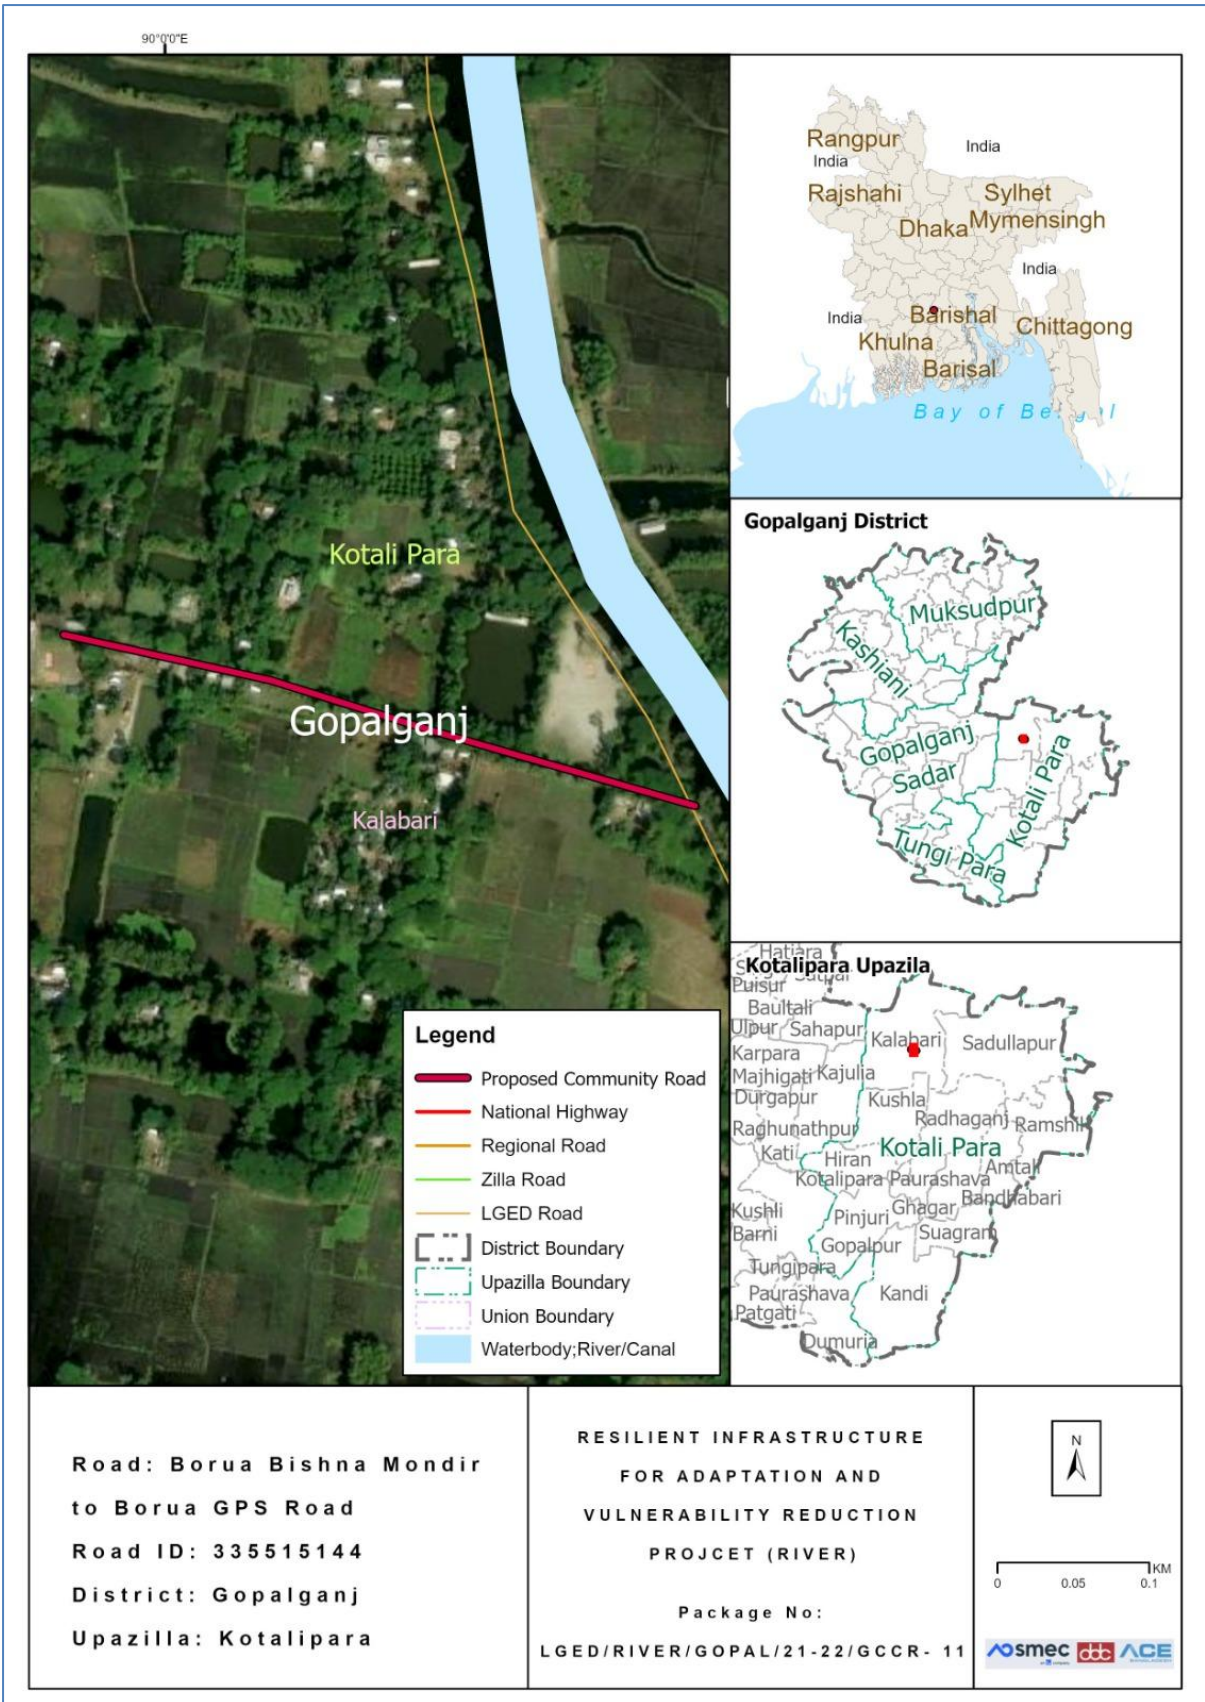 90°0'0"E
Kotali Para
Gopalganj
Kalabari
Legend
Proposed Community Road
National Highway
Regional Road
Zilla Road
LGED Road
District Boundary
Upazilla Boundary
Union Boundary
Waterbody;River/Canal
Rangpur
India
India
Rajshahi
Sylhet
Mymensingh
Dhaka
India
India
Barishal
Khulna
Chittagong
Barisal
Bay of Be
Gopalganj District
Muksudpur
Kashiani
Gopalganj
Sadar
Kotali Para
Tungi Para
Hatiara
Kotalipara Upazila
Puisur
Baultali
Ulpur Sahapur
Kalabari
Sadullapur
Karpara
Majhigati Kajulia
Durgapur
Kushla
Radhaganj Ramshil
Raghunathpur
Kati
Kotali Para
Hiran
Amtali
Kotalipara Paurashava
Bandhabari
Kushli
Pinjuri
Ghagar
Barni
Suagram
Gopalpur
Tungipara
Paurashava
Kandi
Patgati
Dumuria
Road: Borua Bishna Mondir
to Borua GPS Road
Road ID: 335515144
District: Gopalganj
Upazilla: Kotalipara
RESILIENT INFRASTRUCTURE
FOR ADAPTATION AND
VULNERABILITY REDUCTION
PROJCET (RIVER)
Package No:
LGED/RIVER/GOPAL/21-22/GCCR- 11
N
KM
0 0.05 0.1
smec dbc ACE